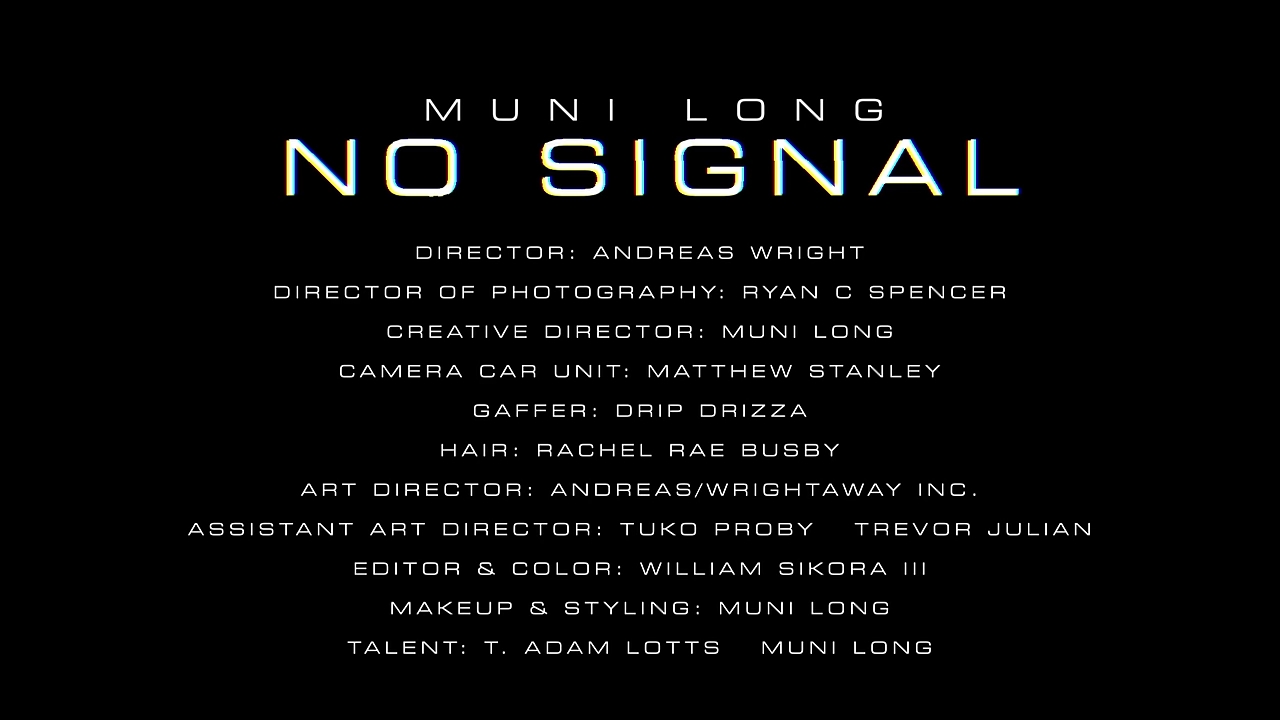 MUNI LONG
NO SIGNAL
DIRECTOR: ANDREAS WRIGHT
DIRECTOR OF PHOTOGRAPHY: RYAN C SPENCER
CREATIVE DIRECTOR: MUNI LONG
CAMERA CAR UNIT: MATTHEW STANLEY
GAFFER: DRIP DRIZZA
HAIR: RACHEL RAE BUSBY
ART DIRECTOR: ANDREAS/WRIGHTAWAY INC.
ASSISTANT ART DIRECTOR: TUKO PROBY TREVOR JULIAN
EDITOR & COLOR: WILLIAM SIKORA III
MAKEUP & STYLING: MUNI LONG
TALENT: T. ADAM LOTTS MUNI LONG